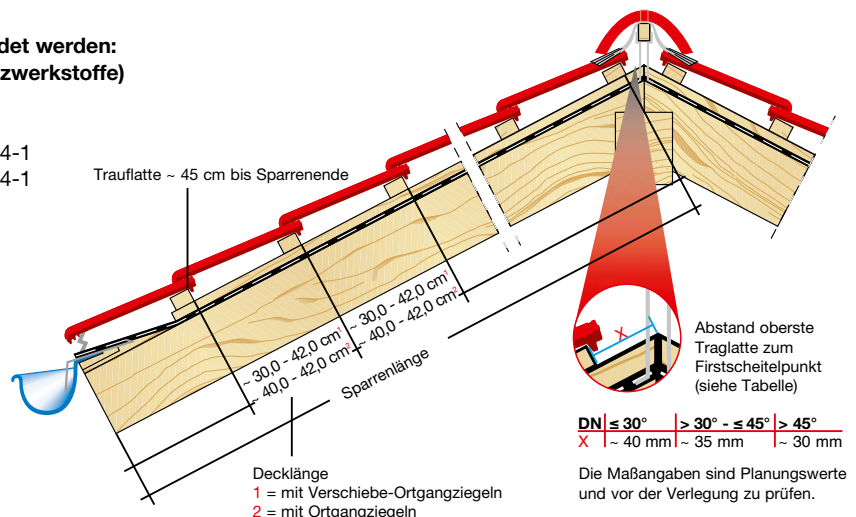 det werden:
zwerkstoffe)
4-1
4-1
Trauflatte ~ 45 cm bis Sparrenende
~ 30,0 - 42,0 cm¹
~ 40,0 - 42,0 cm²
~ 30,0 - 42,0 cm¹
~ 40,0 - 42,0 cm²
Sparrenlänge
Decklänge
1 = mit Verschiebe-Ortgangziegeln
2 = mit Ortgangziegeln
X
Abstand oberste
Traglatte zum
Firstscheitelpunkt
(siehe Tabelle)
DN ≤ 30° > 30° - ≤ 45° > 45°
X ~ 40 mm ~ 35 mm ~ 30 mm
Die Maßangaben sind Planungswerte
und vor der Verlegung zu prüfen.